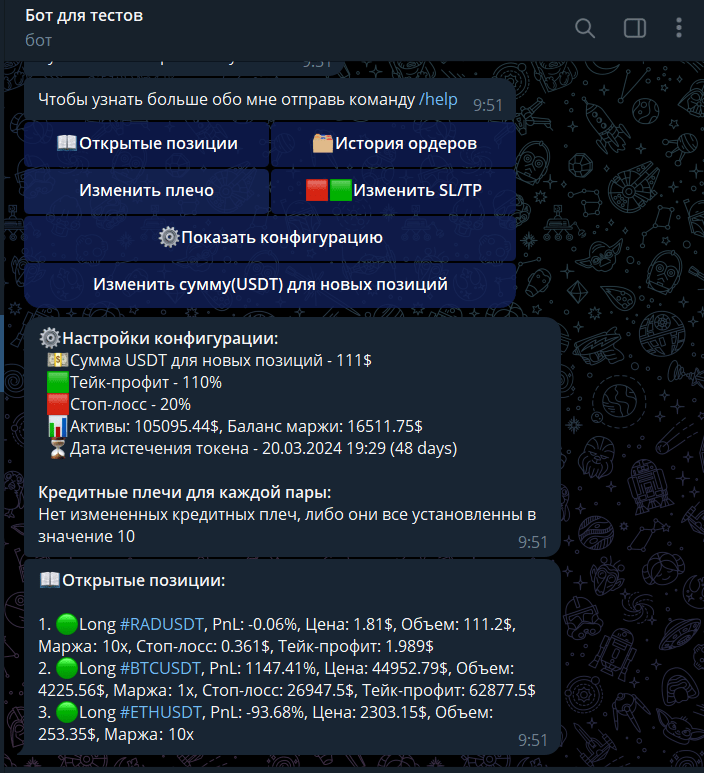 Бот для тестов
бот
9:51
Чтобы узнать больше обо мне отправь команду /help 9:51
📖Открытые позиции
🗂️История ордеров
Изменить плечо
🟥🟩Изменить SL/TP
⚙️Показать конфигурацию
Изменить сумму(USDT) для новых позиций
⚙️Настройки конфигурации:
💵Сумма USDT для новых позиций - 111$
🟩Тейк-профит - 110%
🟥Стоп-лосс - 20%
📊Активы: 105095.44$, Баланс маржи: 16511.75$
⏳Дата истечения токена - 20.03.2024 19:29 (48 days)
Кредитные плечи для каждой пары:
Нет измененных кредитных плеч, либо они все установленны в
значение 10
9:51
📖Открытые позиции:
1. 🟢Long #RADUSDT, PnL: -0.06%, Цена: 1.81$, Объем: 111.2$,
Маржа: 10x, Стоп-лосс: 0.361$, Тейк-профит: 1.989$
2. 🟢Long #BTCUSDT, PnL: 1147.41%, Цена: 44952.79$, Объем:
4225.56$, Маржа: 1x, Стоп-лосс: 26947.5$, Тейк-профит: 62877.5$
3. 🟢Long #ETHUSDT, PnL: -93.68%, Цена: 2303.15$, Объем:
253.35$, Маржа: 10x
9:51